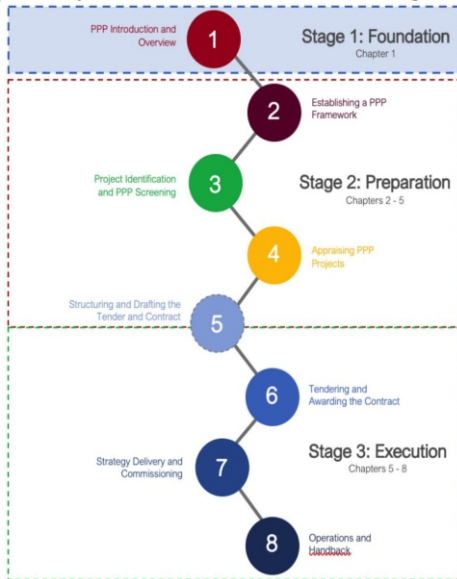 PPP Introduction and
Overview
1
Stage 1: Foundation
Chapter 1
2
Establishing a PPP
Framework
Project Identification
and PPP Screening
3
Stage 2: Preparation
Chapters 2 - 5
4
Appraising PPP
Projects
Structuring and Drafting the
Tender and Contract
5
6
Tendering and
Awarding the Contract
Stage 3: Execution
Chapters 5 - 8
Strategy Delivery and
Commissioning
7
8
Operations and
Handback